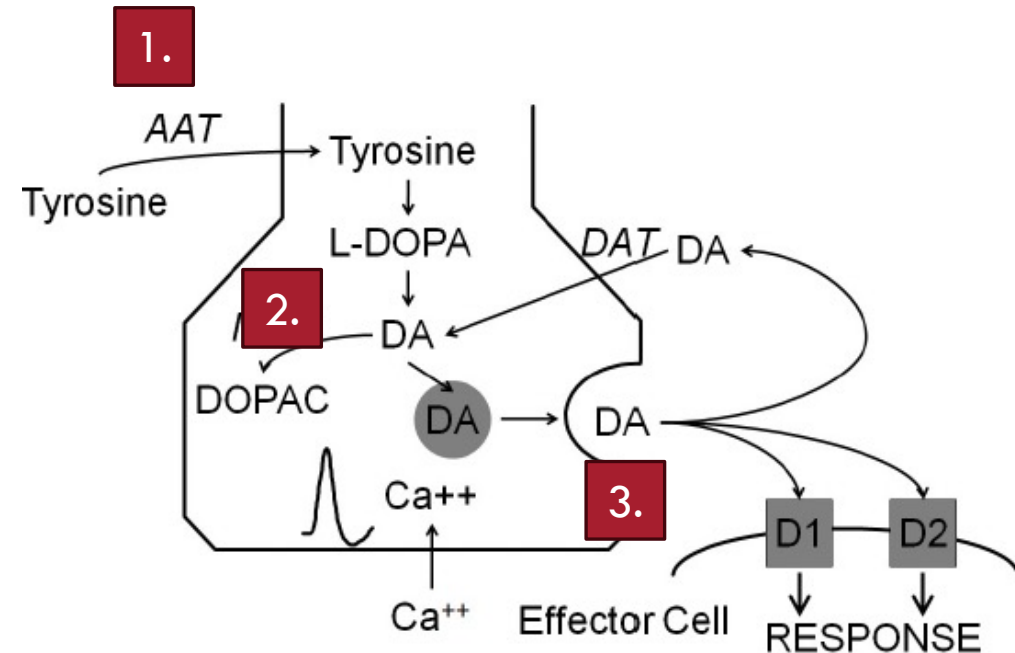 1.
AAT
Tyrosine
Tyrosine
L-DOPA
DAT
DA
2.
DA
DOPAC
DA
DA
Ca++
3.
D1
D2
Ca++
Effector Cell
RESPONSE